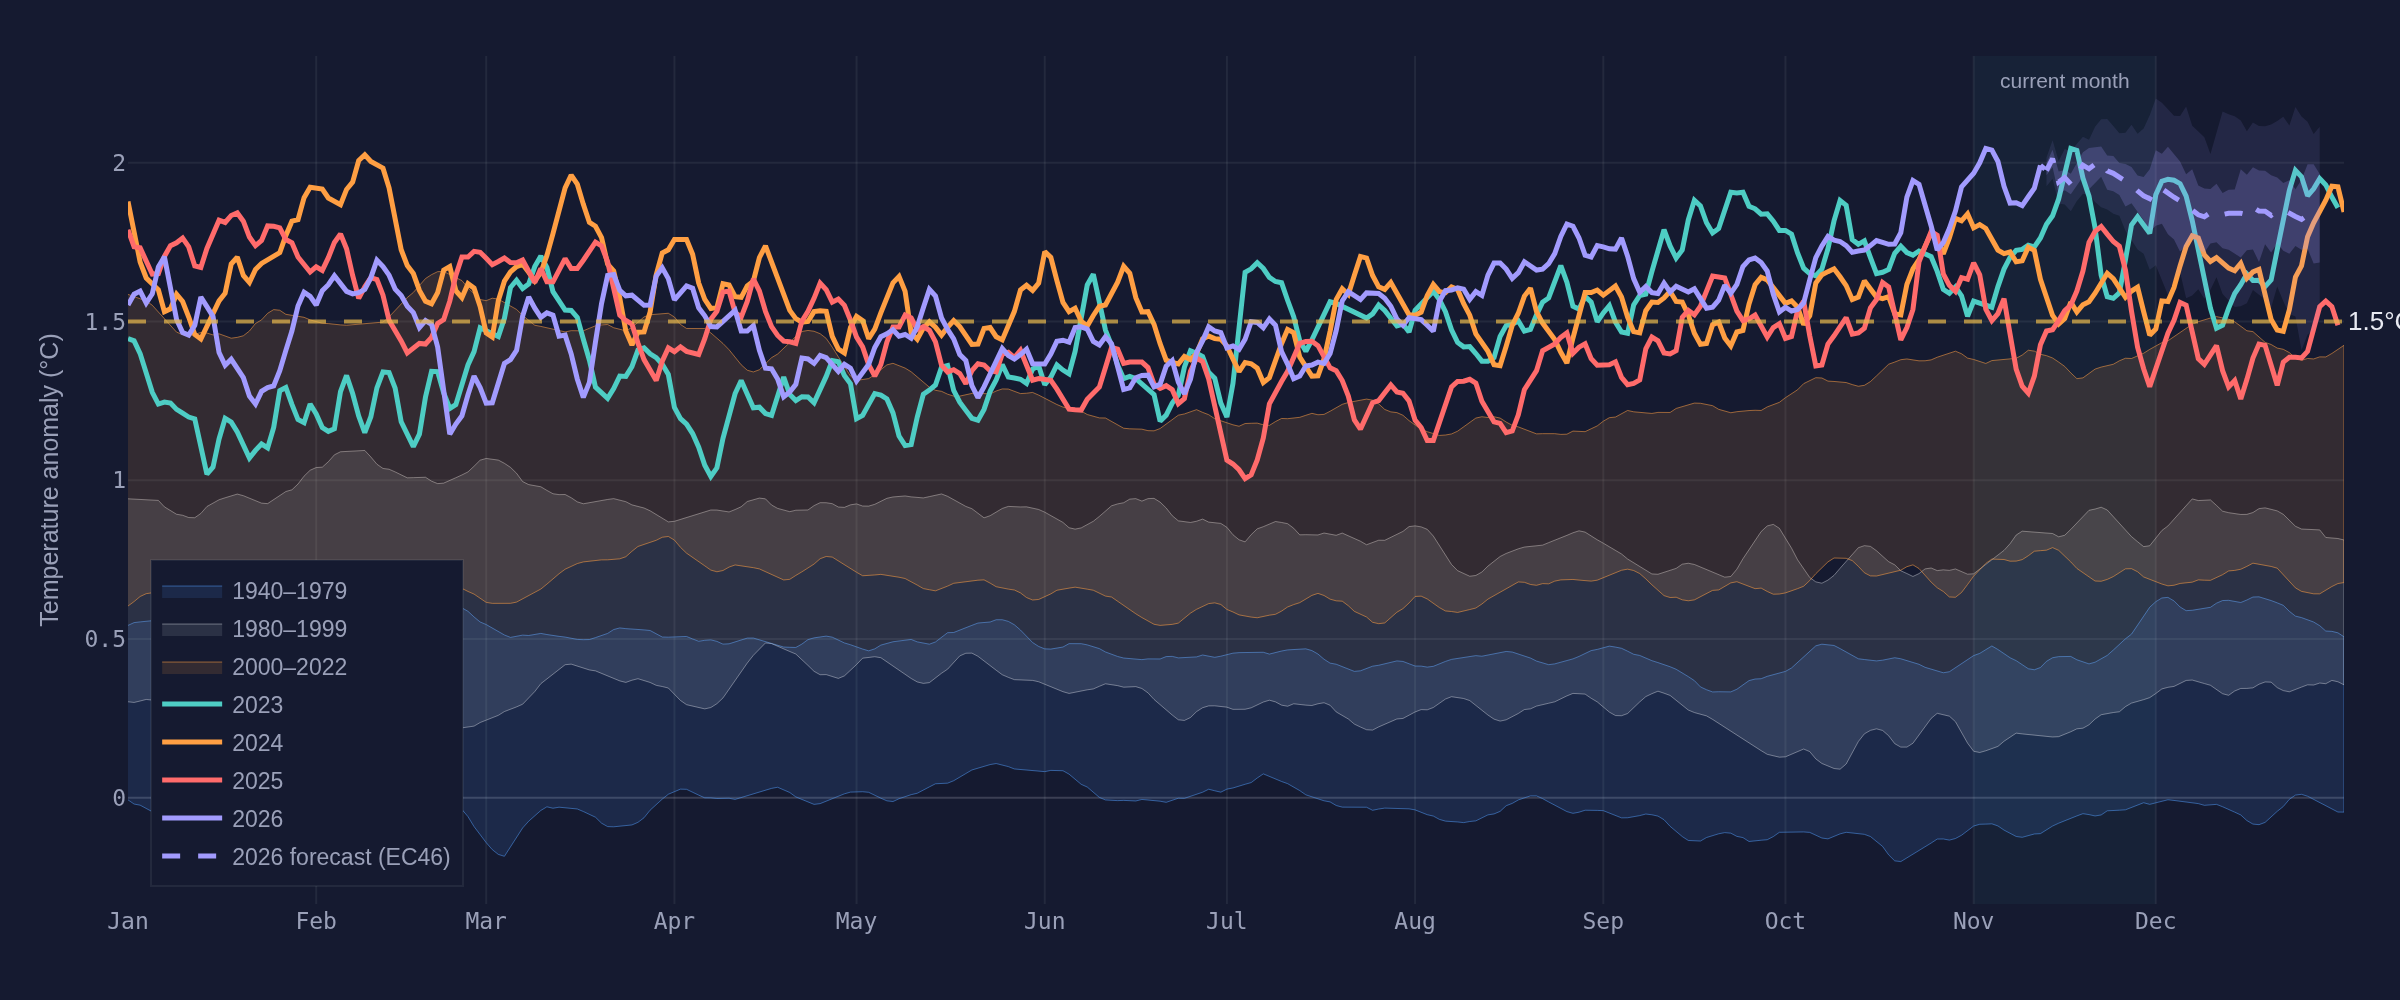 current month
2
1.5
1.5°C
1
0.5
0
Temperature anomaly (°C)
1940–1979
1980–1999
2000–2022
2023
2024
2025
2026
2026 forecast (EC46)
Jan Feb Mar Apr May Jun Jul Aug Sep Oct Nov Dec